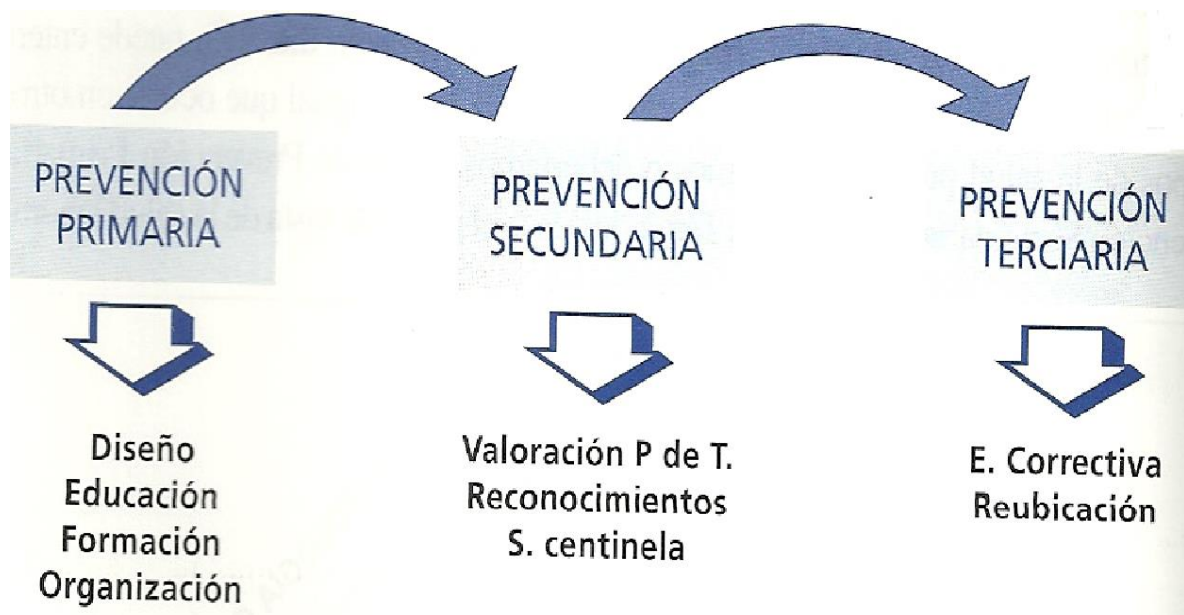 PREVENCIÓN
PRIMARIA
Diseño
Educación
Formación
Organización
PREVENCIÓN
SECUNDARIA
Valoración P de T.
Reconocimientos
S. centinela
PREVENCIÓN
TERCIARIA
E. Correctiva
Reubicación